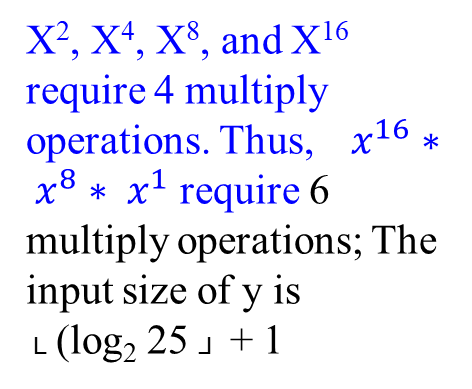 X², X⁴, X⁸, and X¹⁶
require 4 multiply
operations. Thus, x¹⁶ ∗
x⁸ ∗ x¹ require 6
multiply operations; The
input size of y is
⌞ (log₂ 25 ⌟ + 1